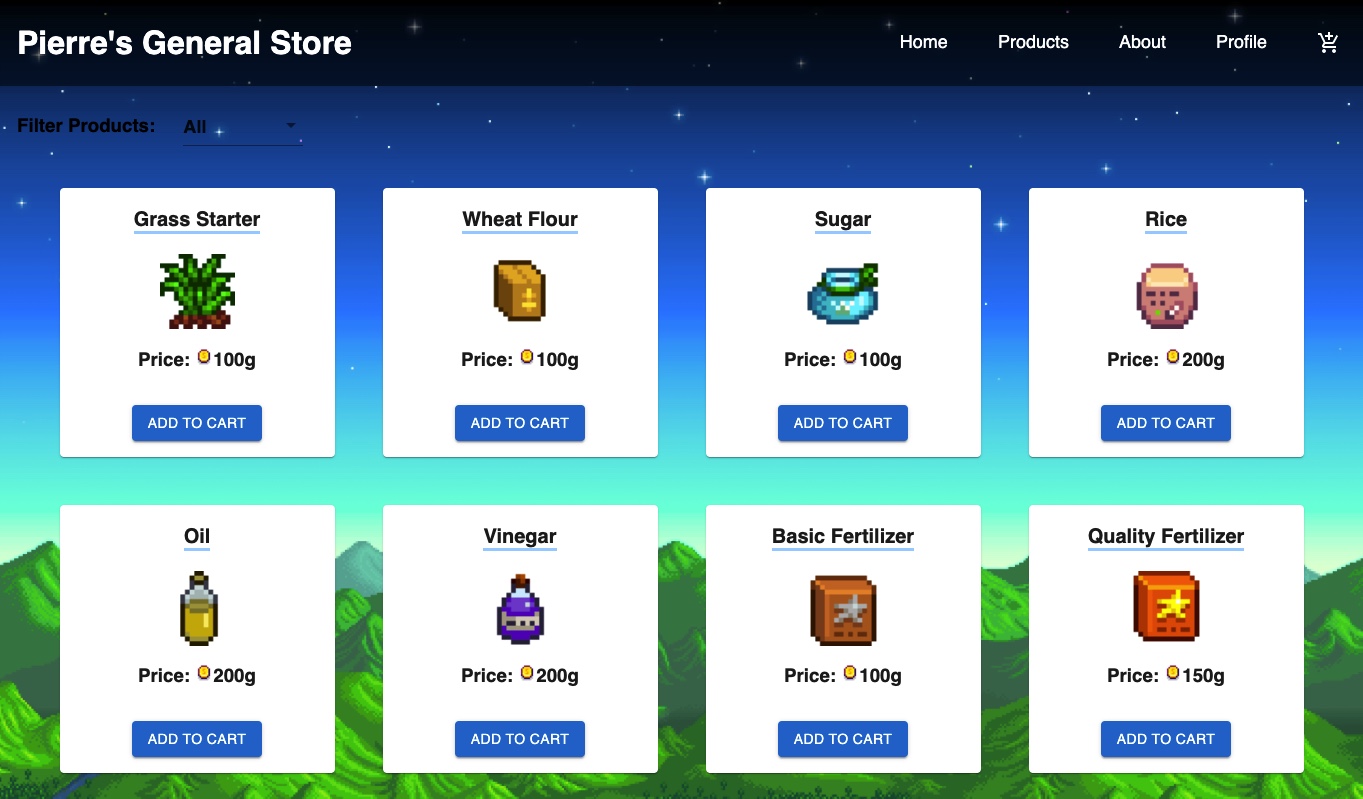 Pierre's General Store
Home Products About Profile
Filter Products: All
Grass Starter Wheat Flour Sugar Rice
Price: 100g Price: 100g Price: 100g Price: 200g
ADD TO CART ADD TO CART ADD TO CART ADD TO CART
Oil Vinegar Basic Fertilizer Quality Fertilizer
Price: 200g Price: 200g Price: 100g Price: 150g
ADD TO CART ADD TO CART ADD TO CART ADD TO CART